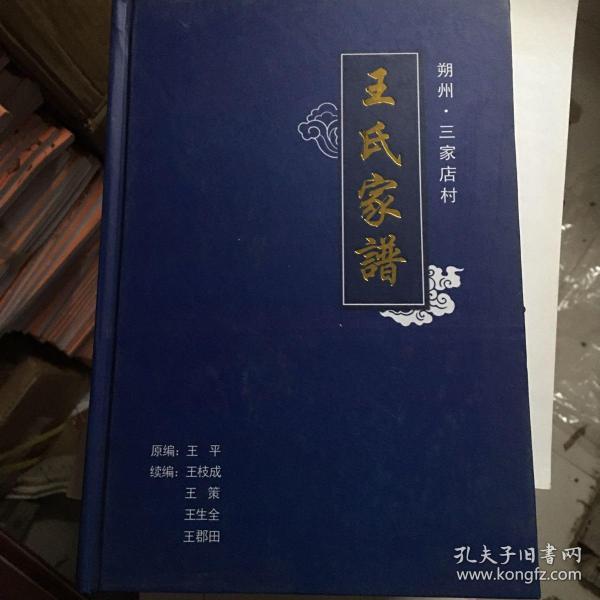 朔州·三家店村
王氏家譜
原编：王 平
续编：王枝成
王 策
王生全
王郡田
孔夫子旧书网
www.kongfz.com